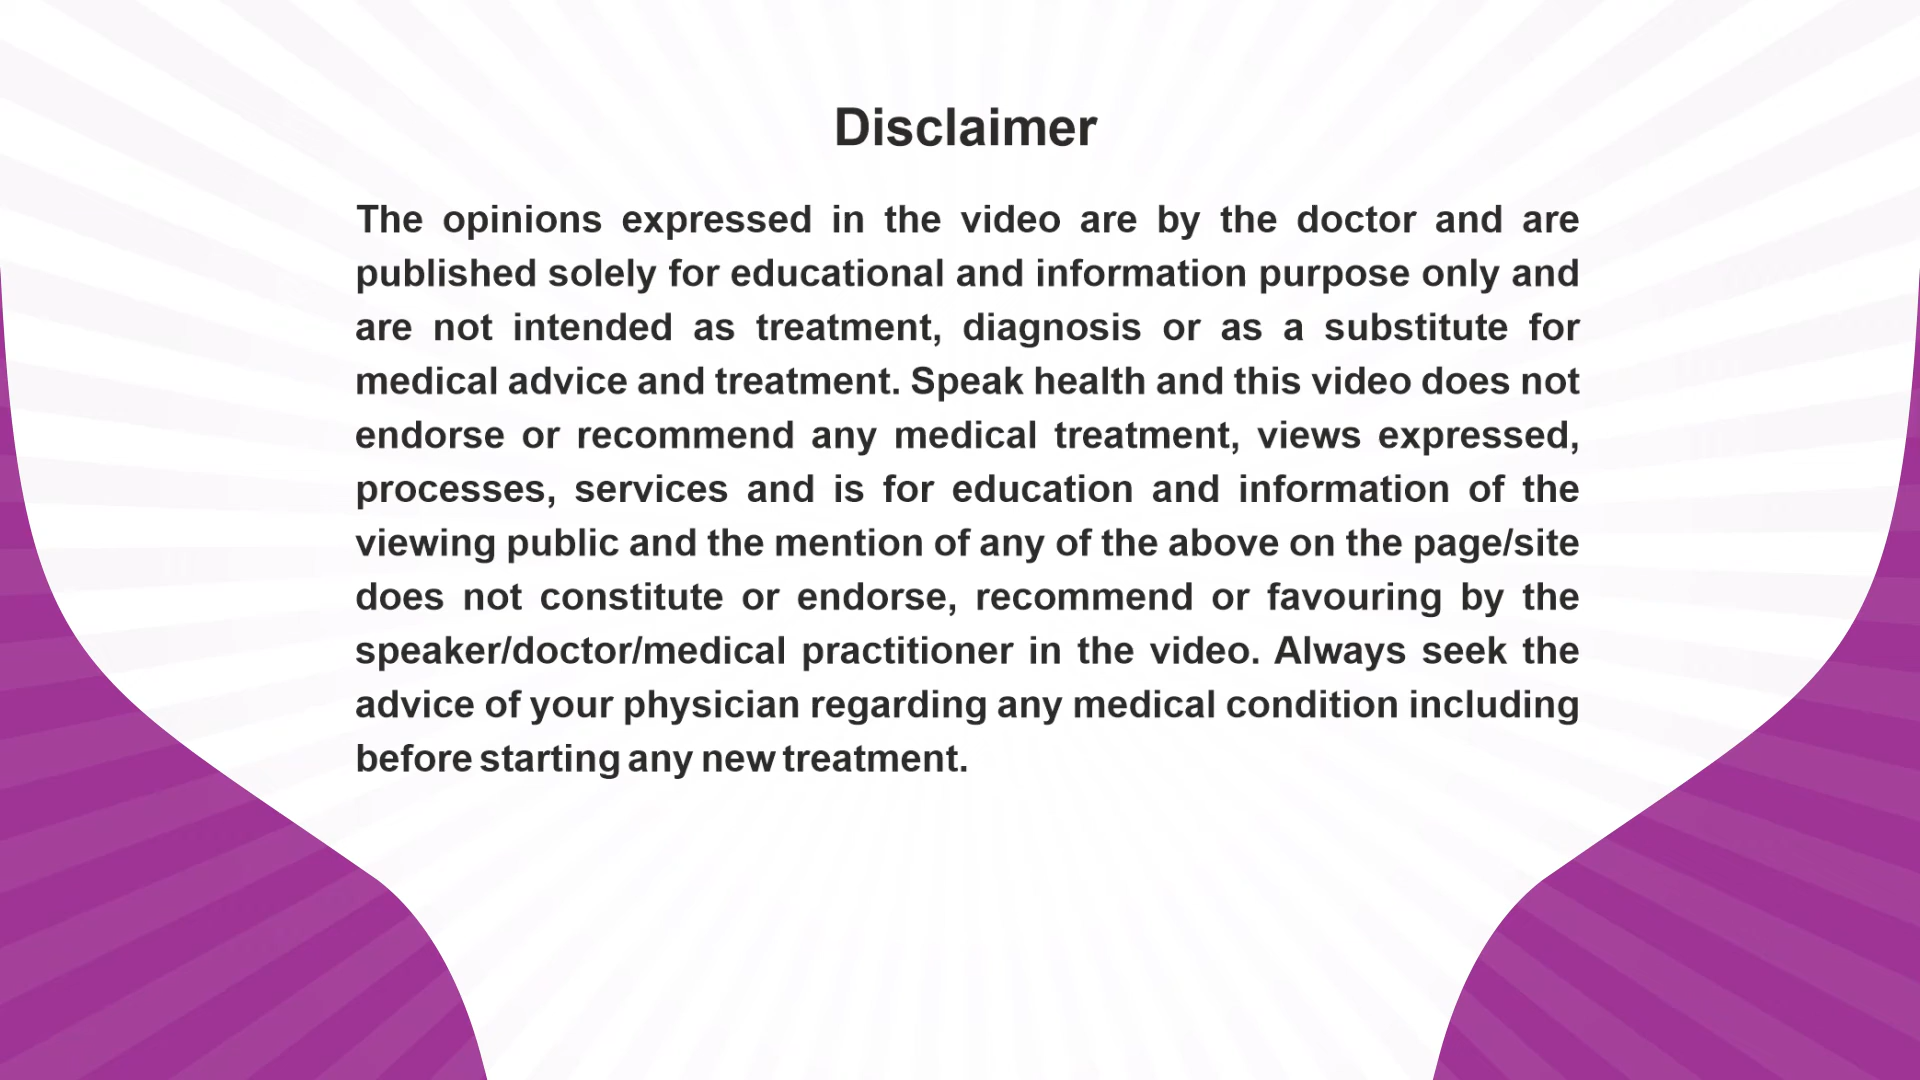 Disclaimer
The opinions expressed in the video are by the doctor and are
published solely for educational and information purpose only and
are not intended as treatment, diagnosis or as a substitute for
medical advice and treatment. Speak health and this video does not
endorse or recommend any medical treatment, views expressed,
processes, services and is for education and information of the
viewing public and the mention of any of the above on the page/site
does not constitute or endorse, recommend or favouring by the
speaker/doctor/medical practitioner in the video. Always seek the
advice of your physician regarding any medical condition including
before starting any new treatment.